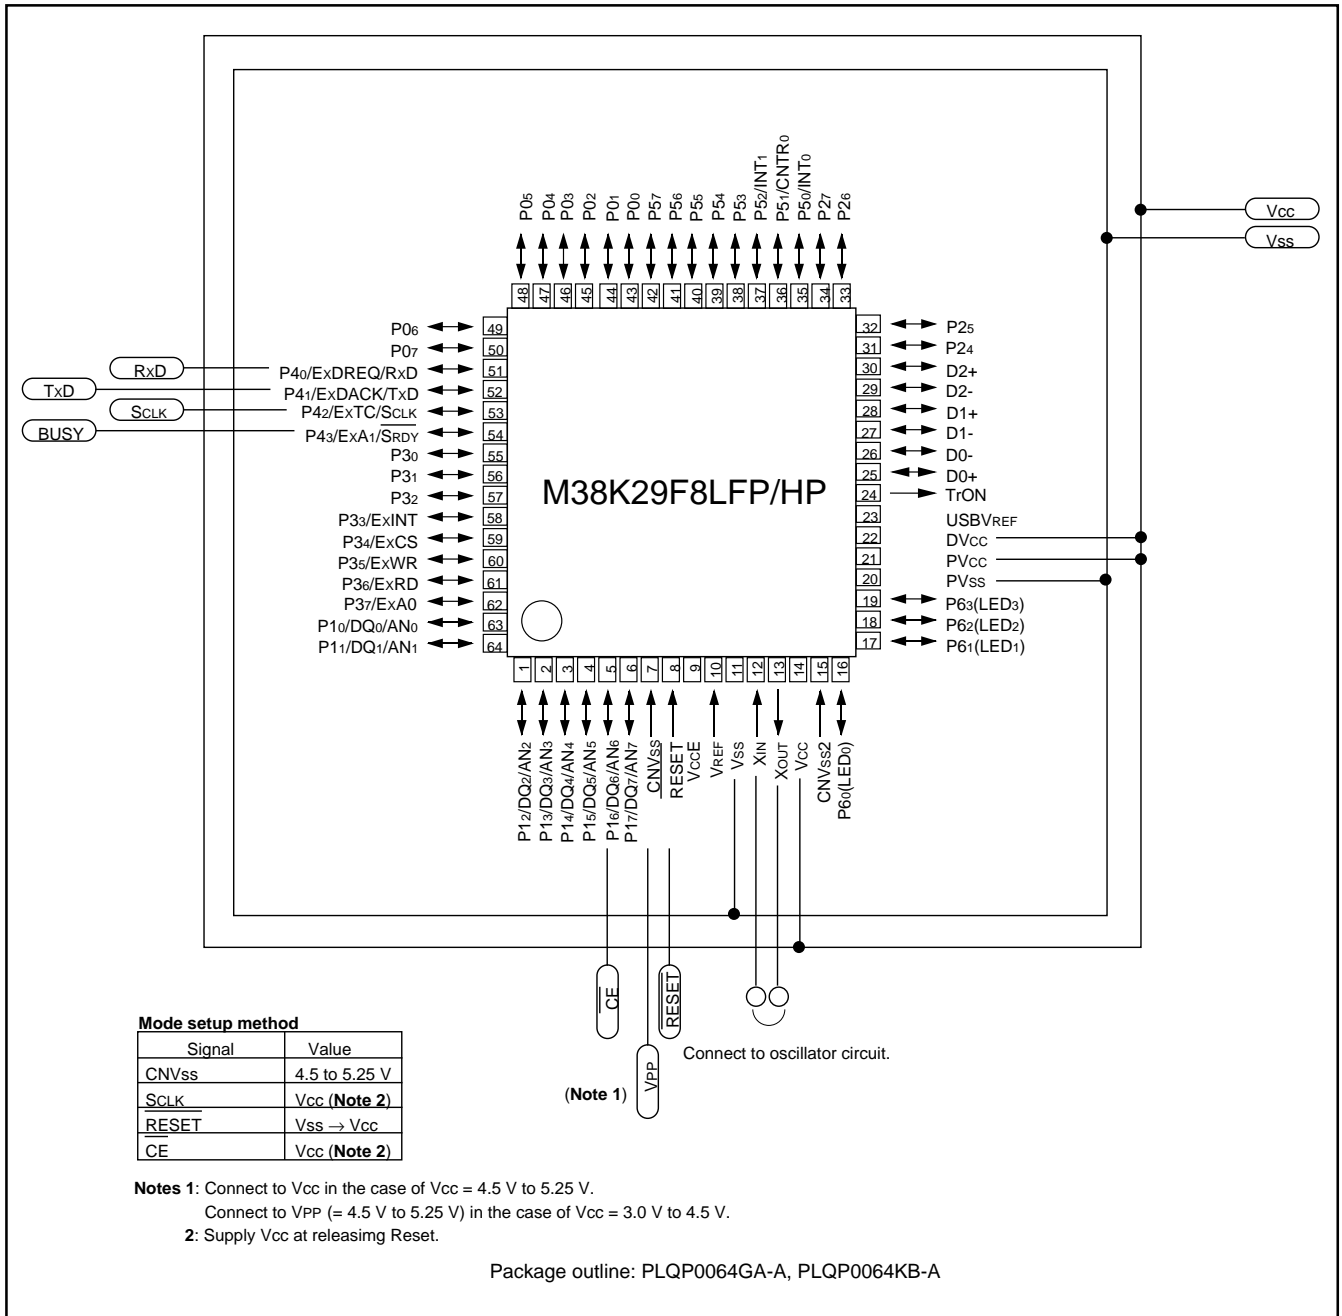 P05
P04
P03
P02
P01
P00
P57
P56
P55
P54
P53
P52/INT1
P51/CNTR0
P50/INT0
P27
P26
Vcc
Vss
48
47
46
45
44
43
42
41
40
39
38
37
36
35
34
33
P06
49
P07
50
RxD
P40/ExDREQ/RxD
51
TxD
P41/ExDACK/TxD
52
SCLK
P42/ExTC/SCLK
53
BUSY
P43/ExA1/SRDY
54
P30
55
P31
56
P32
57
P33/ExINT
58
P34/ExCS
59
P35/ExWR
60
P36/ExRD
61
P37/ExA0
62
P10/DQ0/AN0
63
P11/DQ1/AN1
64
M38K29F8LFP/HP
32
P25
31
P24
30
D2+
29
D2-
28
D1+
27
D1-
26
D0-
25
D0+
24
TrON
23
USBVREF
22
DVCC
21
PVCC
20
PVSS
19
P63(LED3)
18
P62(LED2)
17
P61(LED1)
1
2
3
4
5
6
7
8
9
10
11
12
13
14
15
16
P12/DQ2/AN2
P13/DQ3/AN3
P14/DQ4/AN4
P15/DQ5/AN5
P16/DQ6/AN6
P17/DQ7/AN7
CNVSS
RESET
VCCE
VREF
VSS
XIN
XOUT
VCC
CNVSS2
P60(LED0)
CE
RESET
VPP
(Note 1)
Connect to oscillator circuit.
Mode setup method
Signal Value
CNVss 4.5 to 5.25 V
SCLK Vcc (Note 2)
RESET Vss → Vcc
CE Vcc (Note 2)
Notes 1: Connect to Vcc in the case of Vcc = 4.5 V to 5.25 V.
Connect to VPP (= 4.5 V to 5.25 V) in the case of Vcc = 3.0 V to 4.5 V.
2: Supply Vcc at releasimg Reset.
Package outline: PLQP0064GA-A, PLQP0064KB-A